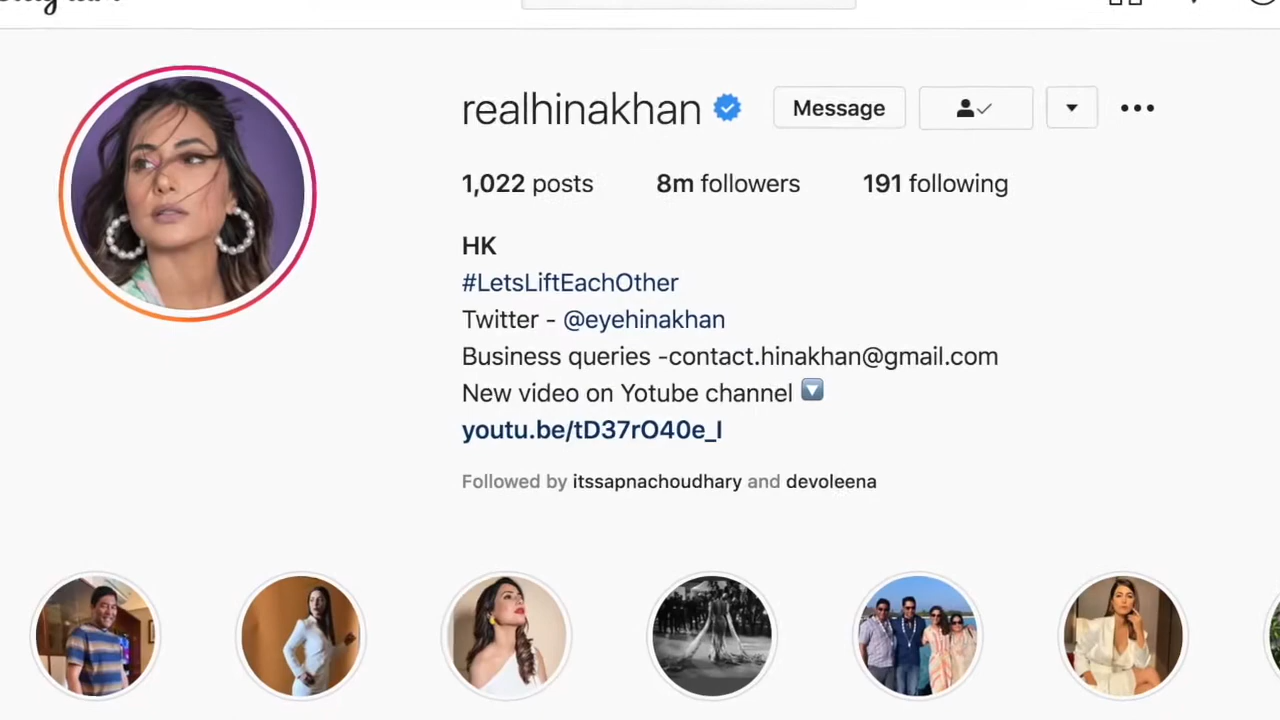 realhinakhan
Message
1,022 posts 8m followers 191 following
HK
#LetsLiftEachOther
Twitter - @eyehinakhan
Business queries -contact.hinakhan@gmail.com
New video on Yotube channel
youtu.be/tD37rO40e_I
Followed by itssapnachoudhary and devoleena